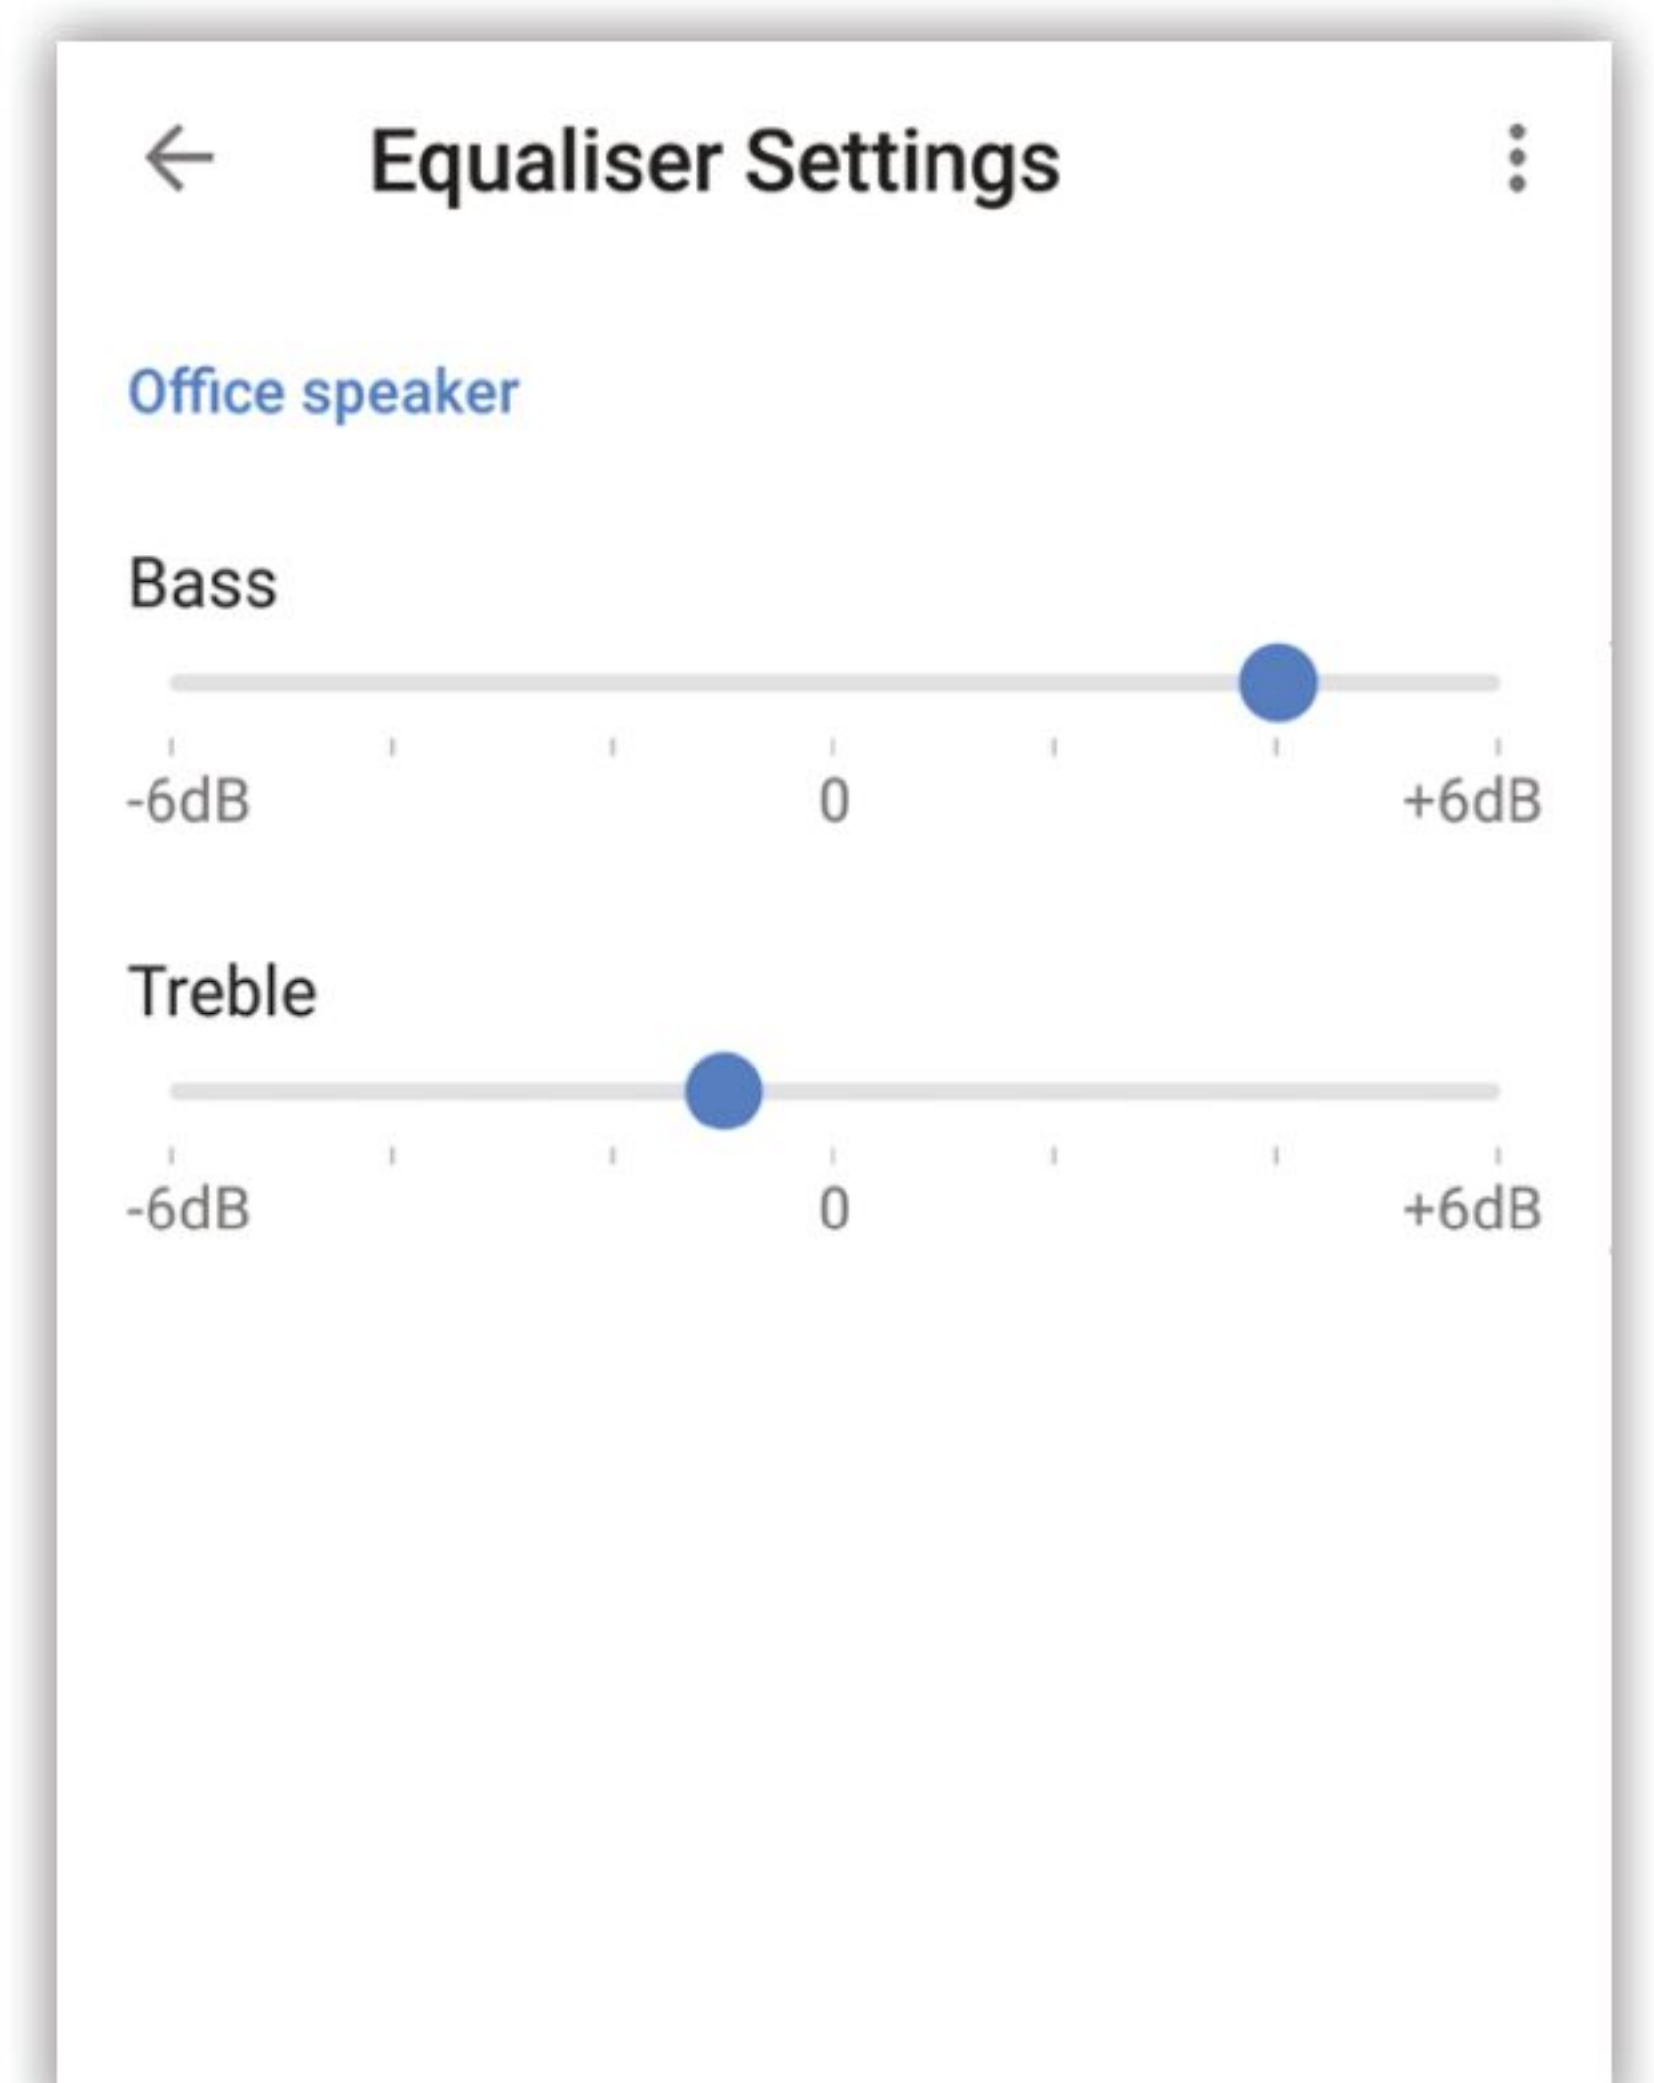 Equaliser Settings
Office speaker
Bass
-6dB 0 +6dB
Treble
-6dB 0 +6dB